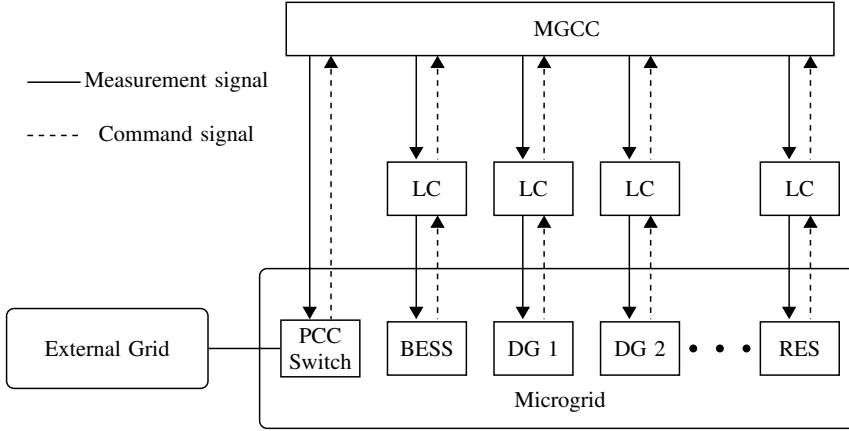 MGCC
Measurement signal
Command signal
LC LC LC LC
External Grid
PCC
Switch
BESS DG 1 DG 2 RES
Microgrid